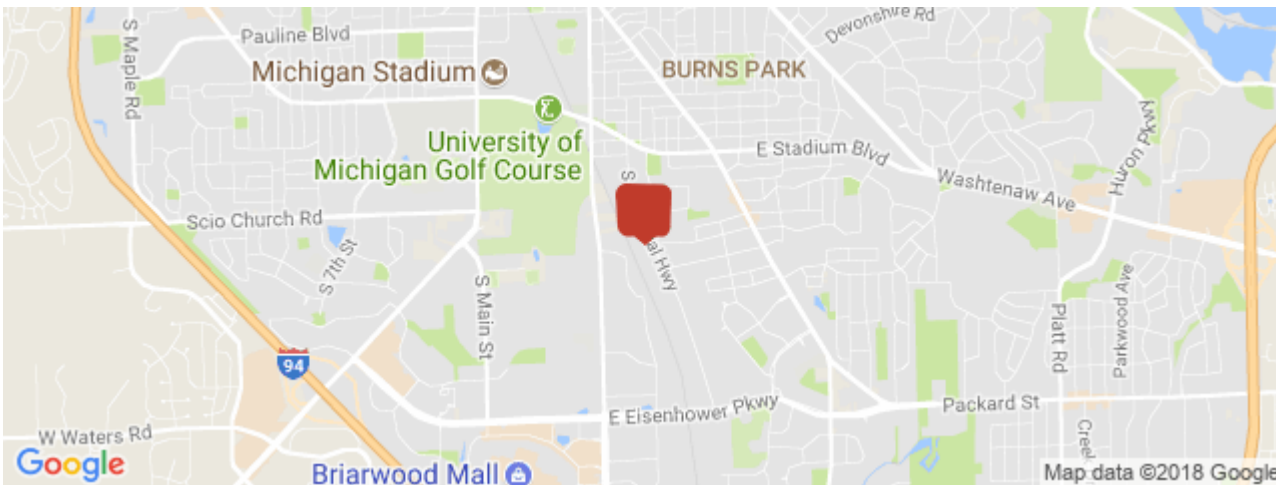 Devonshire Rd
S Maple Rd
Pauline Blvd
Michigan Stadium
BURNS PARK
Huron Pkwy
University of
Michigan Golf Course
E Stadium Blvd
Washtenaw Ave
S
al Hwy
Scio Church Rd
S 7th St
S Main St
Platt Rd
Parkwood Ave
94
E Eisenhower Pkwy
Packard St
W Waters Rd
Creek
Google
Briarwood Mall
Map data ©2018 Google